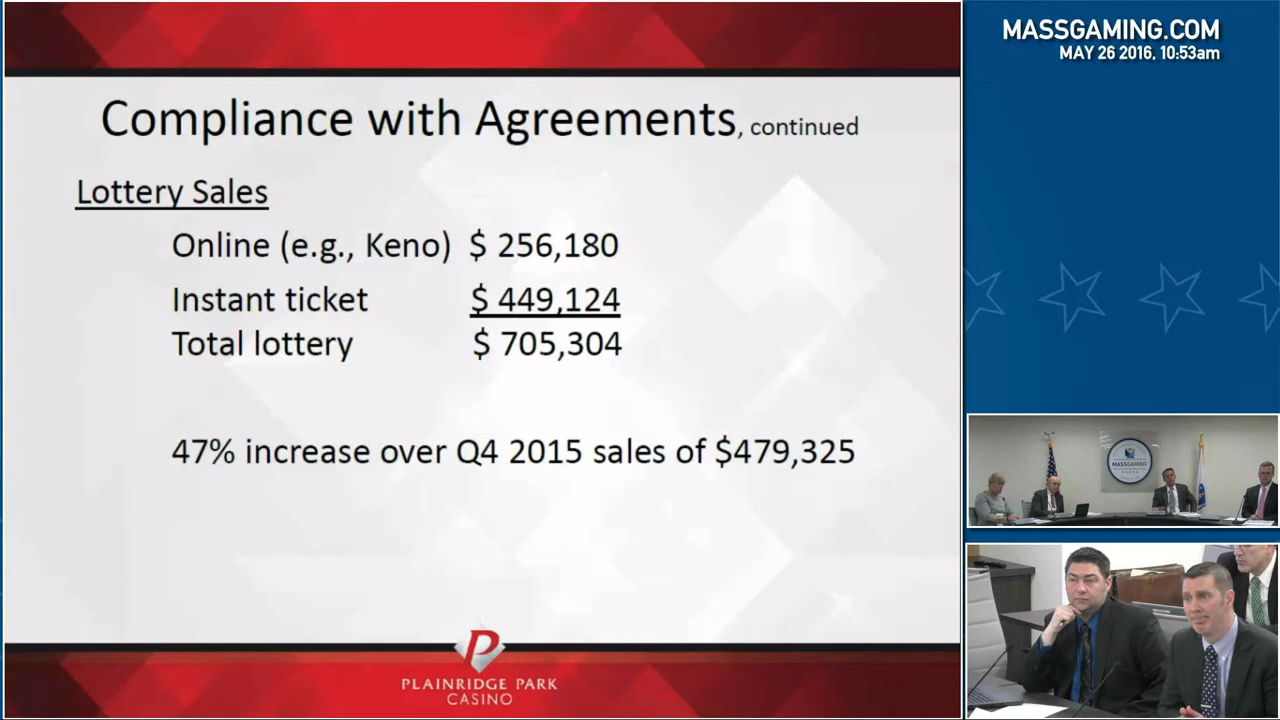 MASSGAMING.COM
MAY 26 2016, 10:53am
Compliance with Agreements, continued
Lottery Sales
Online (e.g., Keno) $ 256,180
Instant ticket $ 449,124
Total lottery $ 705,304
47% increase over Q4 2015 sales of $479,325
P
PLAINRIDGE PARK
CASINO
MASSGAMING